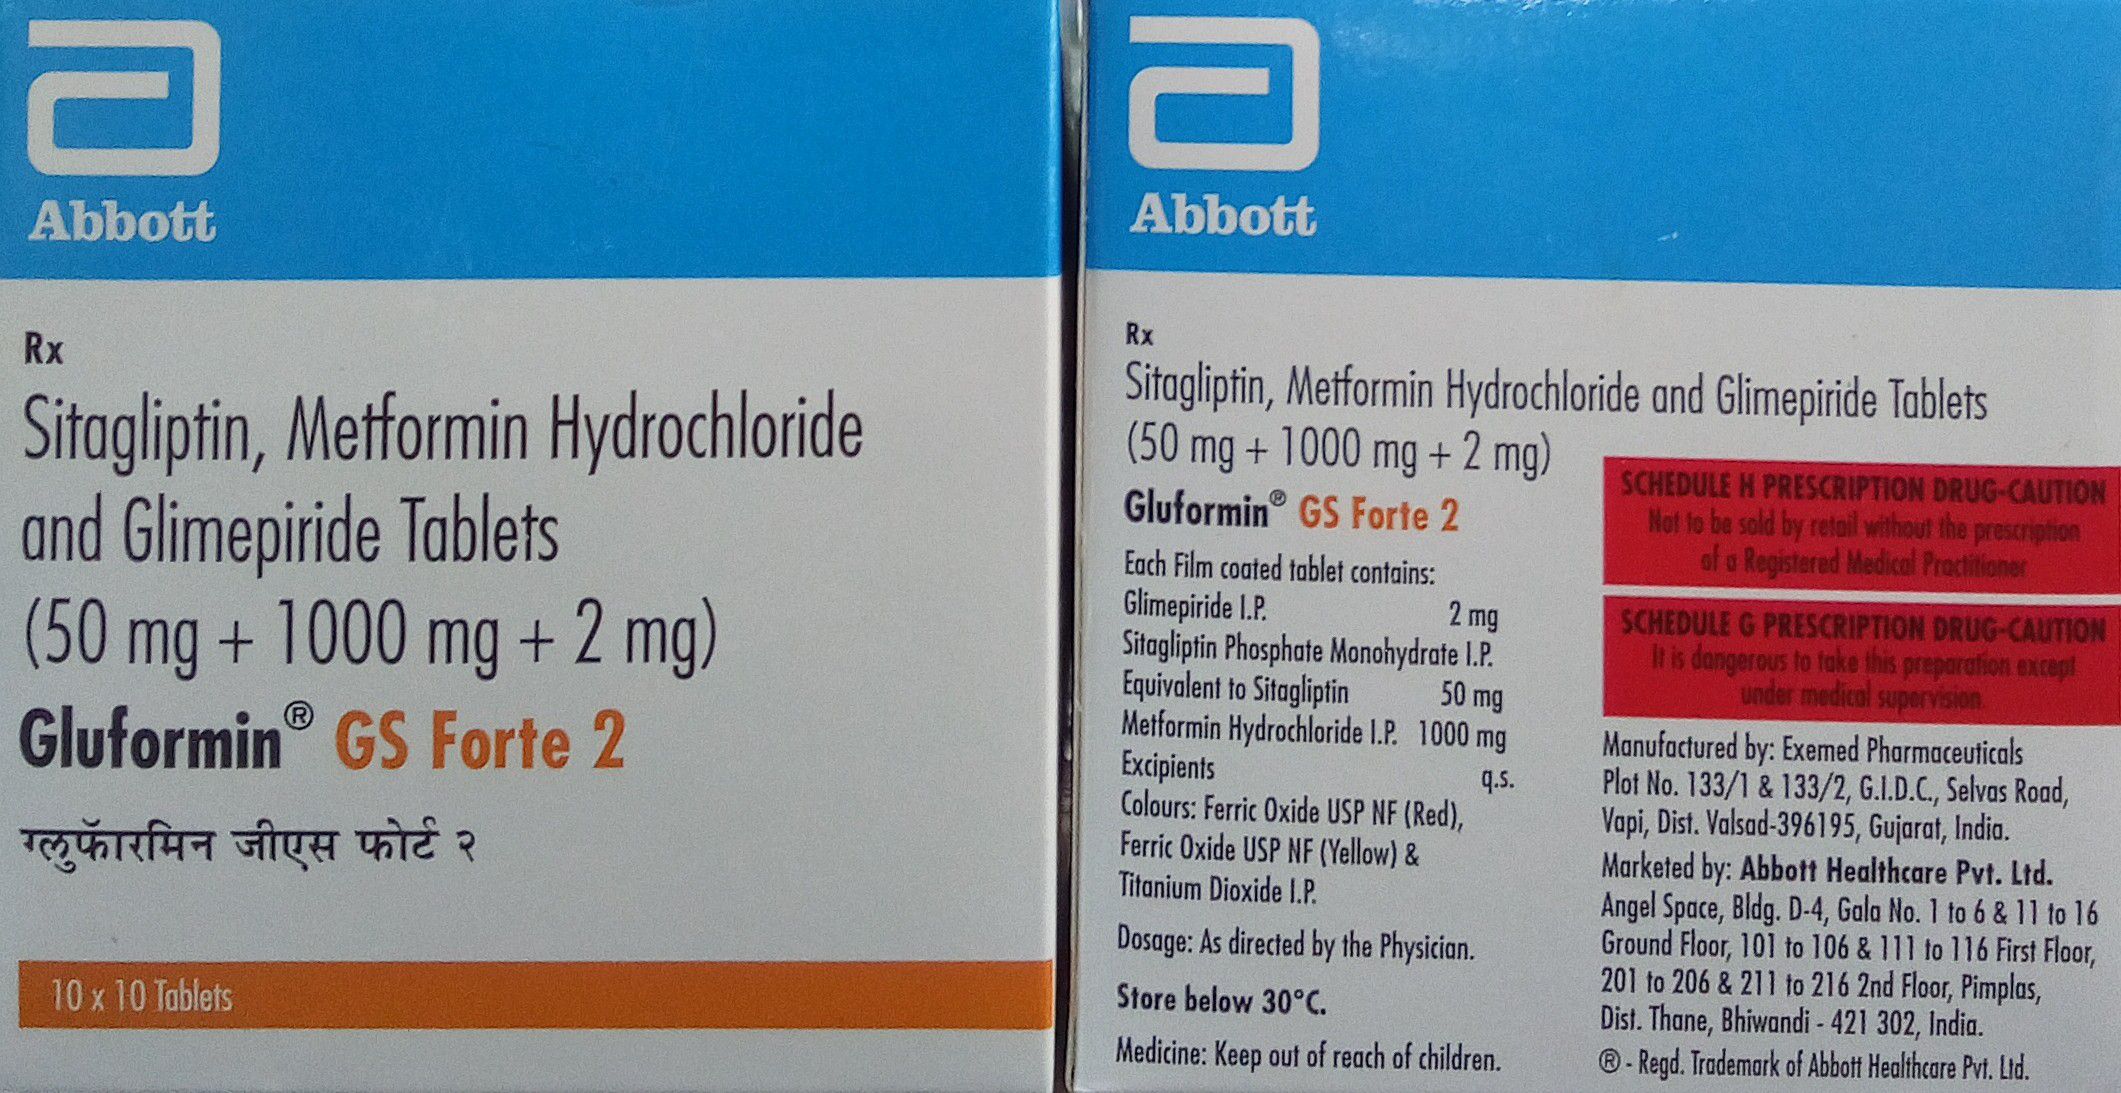 Abbott
Rx
Sitagliptin, Metformin Hydrochloride
and Glimepiride Tablets
(50 mg + 1000 mg + 2 mg)
Gluformin® GS Forte 2
ग्लुफॅारमिन जीएस फोर्ट २
10 x 10 Tablets
Abbott
Rx
Sitagliptin, Metformin Hydrochloride and Glimepiride Tablets
(50 mg + 1000 mg + 2 mg)
Gluformin® GS Forte 2
Each Film coated tablet contains:
Glimepiride I.P. 2 mg
Sitagliptin Phosphate Monohydrate I.P.
Equivalent to Sitagliptin 50 mg
Metformin Hydrochloride I.P. 1000 mg
Excipients q.s.
Colours: Ferric Oxide USP NF (Red),
Ferric Oxide USP NF (Yellow) &
Titanium Dioxide I.P.
Dosage: As directed by the Physician.
Store below 30°C.
Medicine: Keep out of reach of children.
SCHEDULE H PRESCRIPTION DRUG-CAUTION
Not to be sold by retail without the prescription
of a Registered Medical Practitioner
SCHEDULE G PRESCRIPTION DRUG-CAUTION
It is dangerous to take this preparation except
under medical supervision.
Manufactured by: Exemed Pharmaceuticals
Plot No. 133/1 & 133/2, G.I.D.C., Selvas Road,
Vapi, Dist. Valsad-396195, Gujarat, India.
Marketed by: Abbott Healthcare Pvt. Ltd.
Angel Space, Bldg. D-4, Gala No. 1 to 6 & 11 to 16
Ground Floor, 101 to 106 & 111 to 116 First Floor,
201 to 206 & 211 to 216 2nd Floor, Pimplas,
Dist. Thane, Bhiwandi - 421 302, India.
® - Regd. Trademark of Abbott Healthcare Pvt. Ltd.